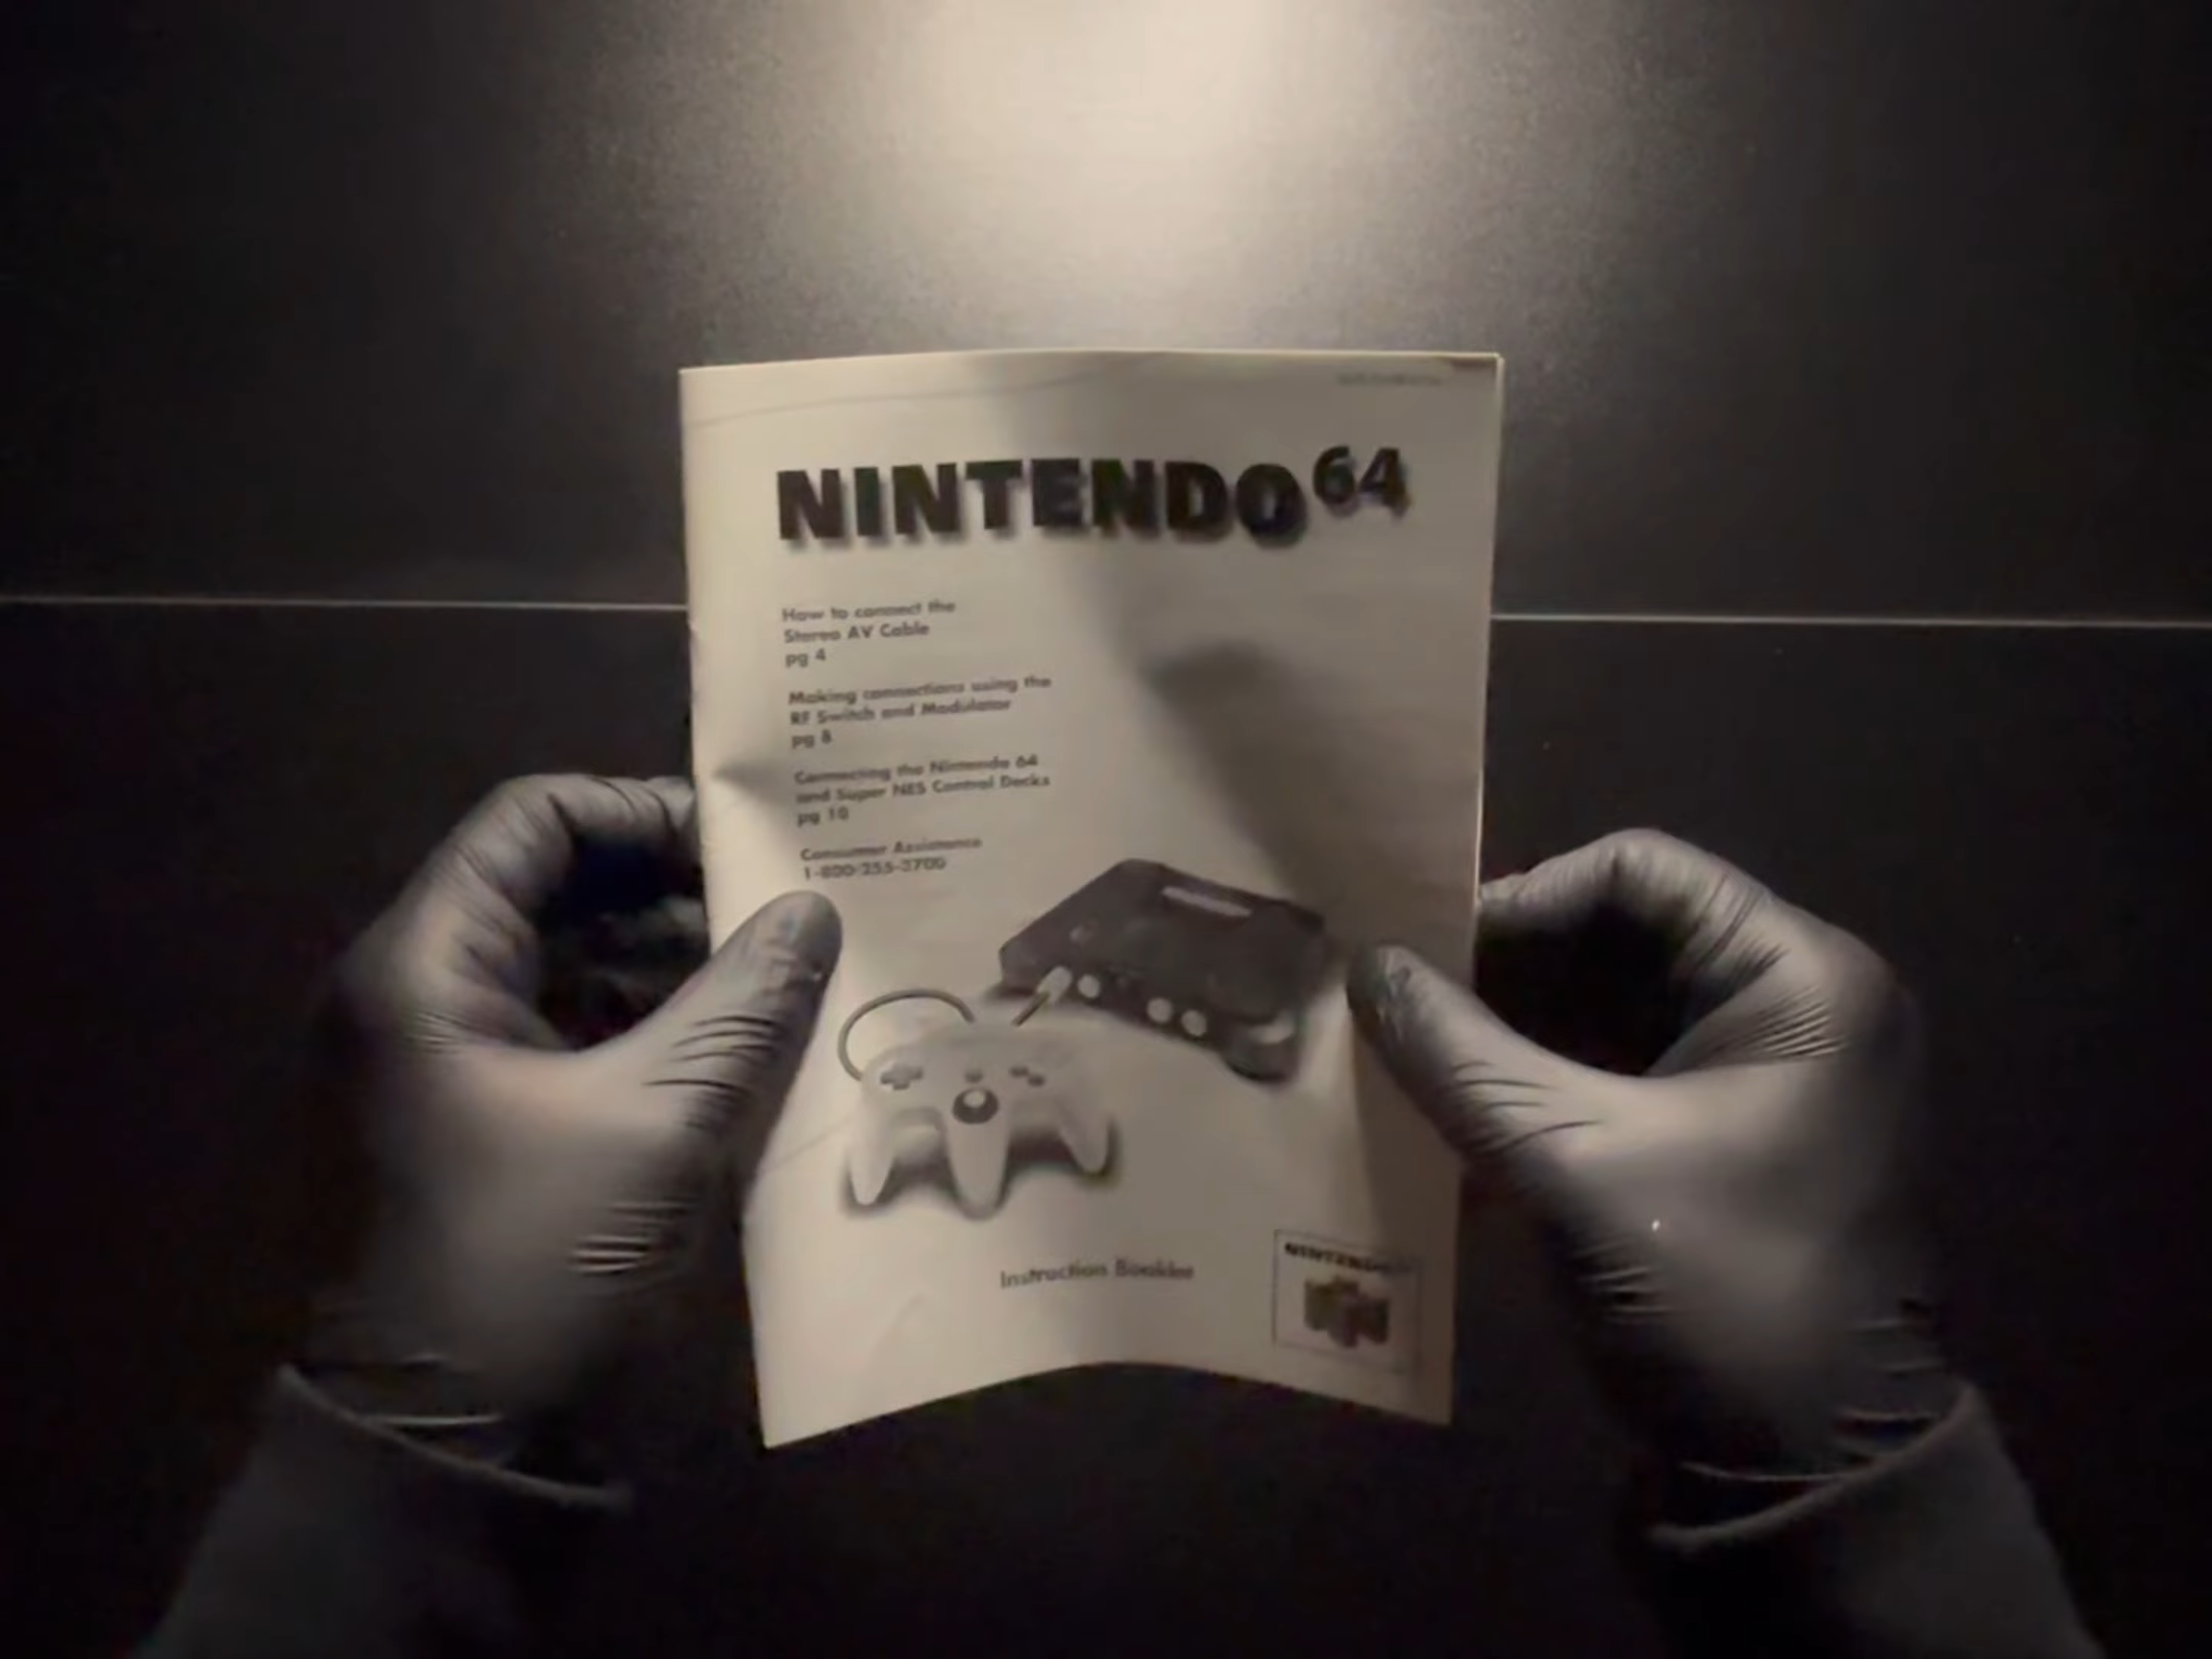 NINTENDO 64
How to connect the
Stereo AV Cable
pg 4
Making connections using the
RF Switch and Modulator
pg 8
Connecting the Nintendo 64
and Super NES Control Decks
pg 10
Consumer Assistance
1-800-255-3700
Instruction Booklet
NINTENDO